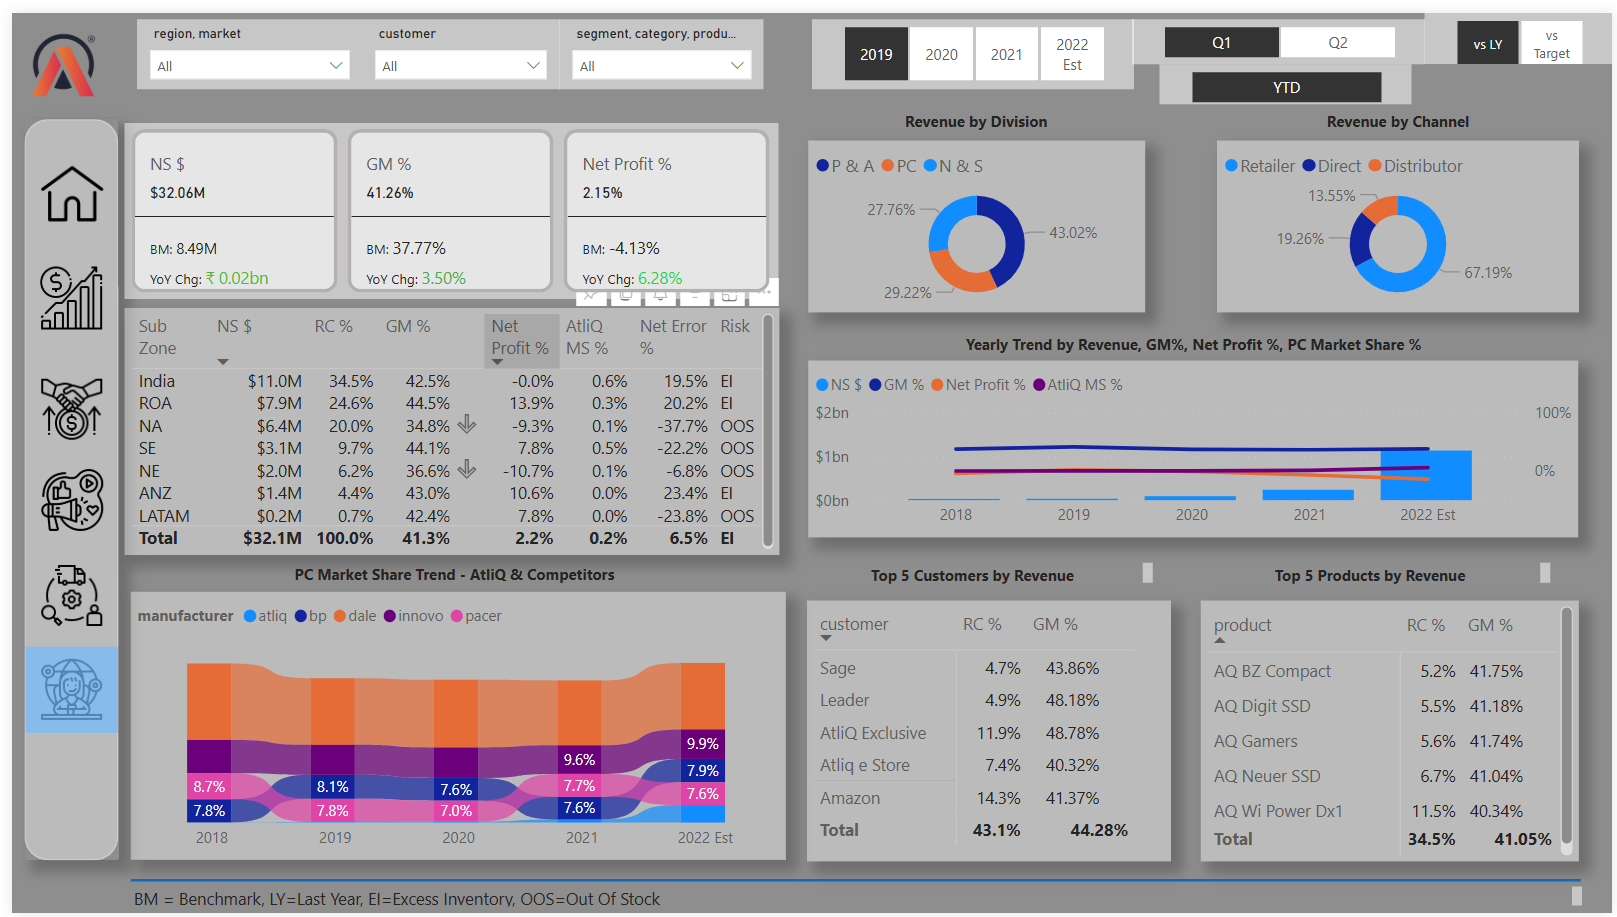 region, market
All
customer
All
segment, category, produ...
All
2019
2020
2021
2022
Est
Q1
Q2
YTD
vs LY
vs
Target
®
NS $
$32.06M
BM: 8.49M
YoY Chg: ₹ 0.02bn
GM %
41.26%
BM: 37.77%
YoY Chg: 3.50%
Net Profit %
2.15%
BM: -4.13%
YoY Chg: 6.28%
Revenue by Division
P & A PC N & S
27.76%
43.02%
29.22%
Revenue by Channel
Retailer Direct Distributor
13.55%
19.26%
67.19%
Sub Zone NS $ RC % GM % Net Profit % AtliQ MS % Net Error % Risk
India $11.0M 34.5% 42.5% -0.0% 0.6% 19.5% EI
ROA $7.9M 24.6% 44.5% 13.9% 0.3% 20.2% EI
NA $6.4M 20.0% 34.8% -9.3% 0.1% -37.7% OOS
SE $3.1M 9.7% 44.1% 7.8% 0.5% -22.2% OOS
NE $2.0M 6.2% 36.6% -10.7% 0.1% -6.8% OOS
ANZ $1.4M 4.4% 43.0% 10.6% 0.0% 23.4% EI
LATAM $0.2M 0.7% 42.4% 7.8% 0.0% -23.8% OOS
Total $32.1M 100.0% 41.3% 2.2% 0.2% 6.5% EI
Yearly Trend by Revenue, GM%, Net Profit %, PC Market Share %
NS $ GM % Net Profit % AtliQ MS %
$2bn
$1bn
$0bn
100%
0%
2018 2019 2020 2021 2022 Est
PC Market Share Trend - AtliQ & Competitors
manufacturer atliq bp dale innovo pacer
8.7%
7.8%
8.1%
7.8%
7.6%
7.0%
9.6%
7.7%
7.6%
9.9%
7.9%
7.6%
2018 2019 2020 2021 2022 Est
Top 5 Customers by Revenue
customer RC % GM %
Sage 4.7% 43.86%
Leader 4.9% 48.18%
AtliQ Exclusive 11.9% 48.78%
Atliq e Store 7.4% 40.32%
Amazon 14.3% 41.37%
Total 43.1% 44.28%
Top 5 Products by Revenue
product RC % GM %
AQ BZ Compact 5.2% 41.75%
AQ Digit SSD 5.5% 41.18%
AQ Gamers 5.6% 41.74%
AQ Neuer SSD 6.7% 41.04%
AQ Wi Power Dx1 11.5% 40.34%
Total 34.5% 41.05%
BM = Benchmark, LY=Last Year, EI=Excess Inventory, OOS=Out Of Stock